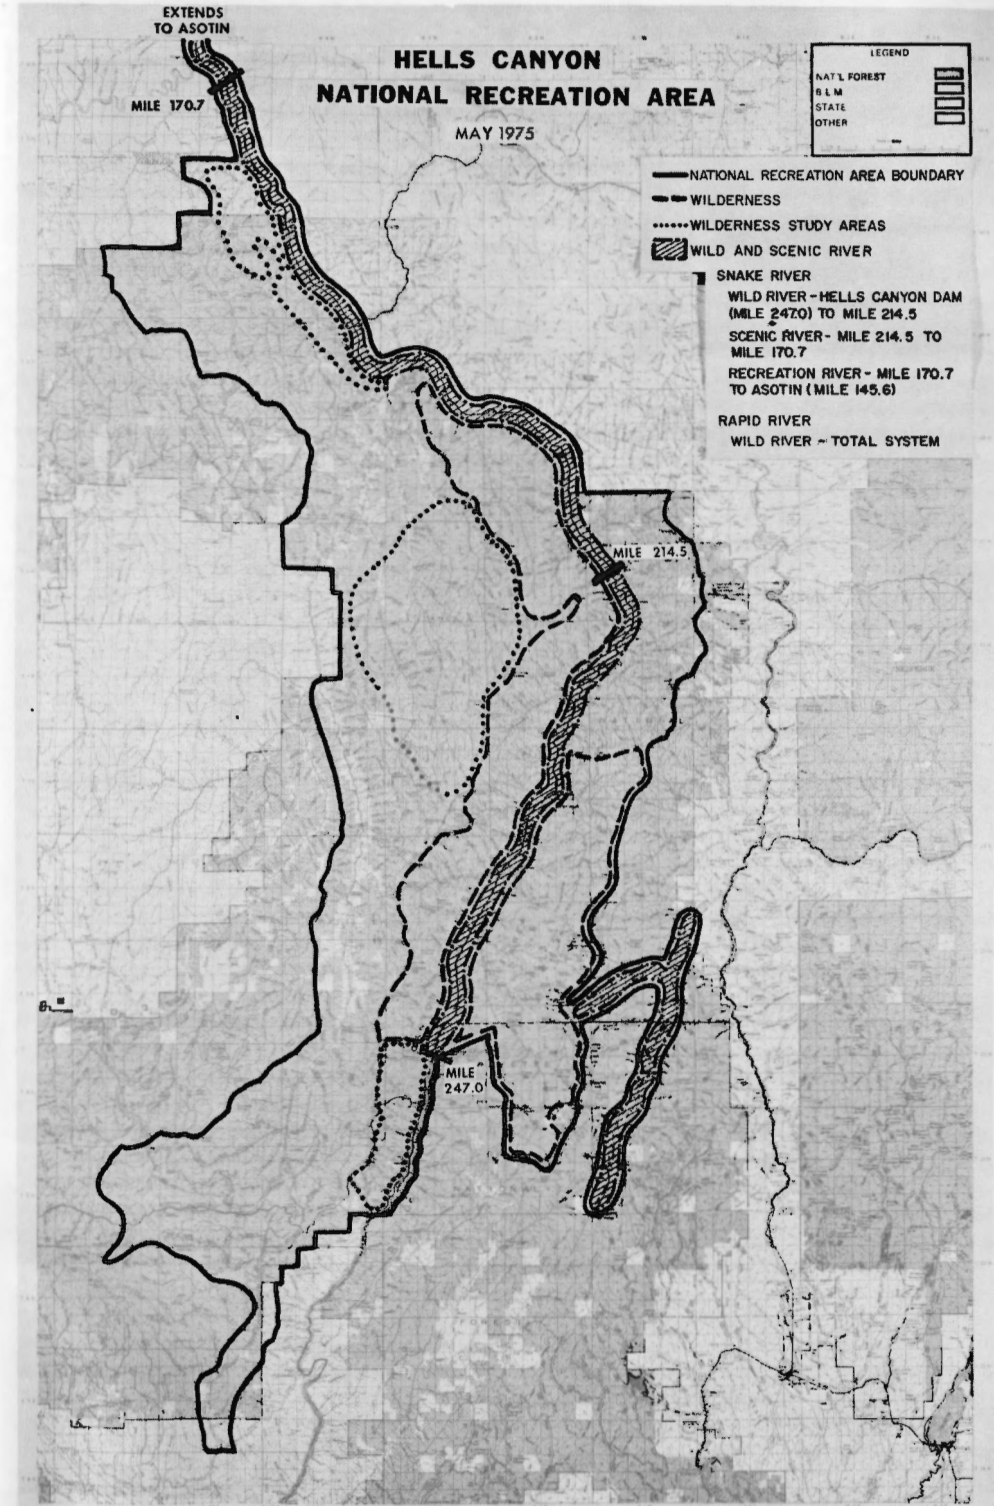 EXTENDS
TO ASOTIN
HELLS CANYON
NATIONAL RECREATION AREA
MAY 1975
MILE 170.7
LEGEND
NAT'L FOREST
B L M
STATE
OTHER
NATIONAL RECREATION AREA BOUNDARY
WILDERNESS
WILDERNESS STUDY AREAS
WILD AND SCENIC RIVER
SNAKE RIVER
WILD RIVER-HELLS CANYON DAM
(MILE 247.0) TO MILE 214.5
SCENIC RIVER- MILE 214.5 TO
MILE 170.7
RECREATION RIVER- MILE 170.7
TO ASOTIN (MILE 145.6)
RAPID RIVER
WILD RIVER ~ TOTAL SYSTEM
MILE 214.5
MILE
247.0